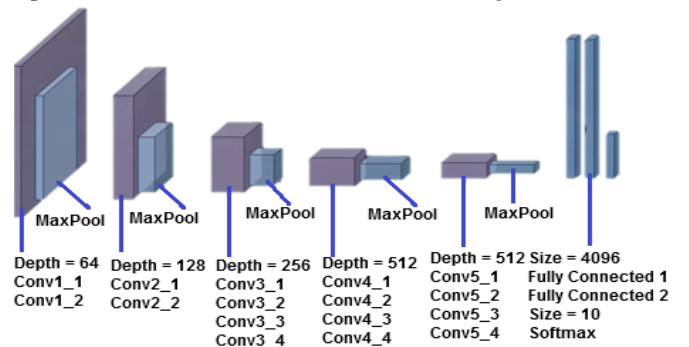 MaxPool
MaxPool
MaxPool
MaxPool
MaxPool
Depth = 64
Conv1_1
Conv1_2
Depth = 128
Conv2_1
Conv2_2
Depth = 256
Conv3_1
Conv3_2
Conv3_3
Conv3_4
Depth = 512
Conv4_1
Conv4_2
Conv4_3
Conv4_4
Depth = 512
Conv5_1
Conv5_2
Conv5_3
Conv5_4
Size = 4096
Fully Connected 1
Fully Connected 2
Size = 10
Softmax